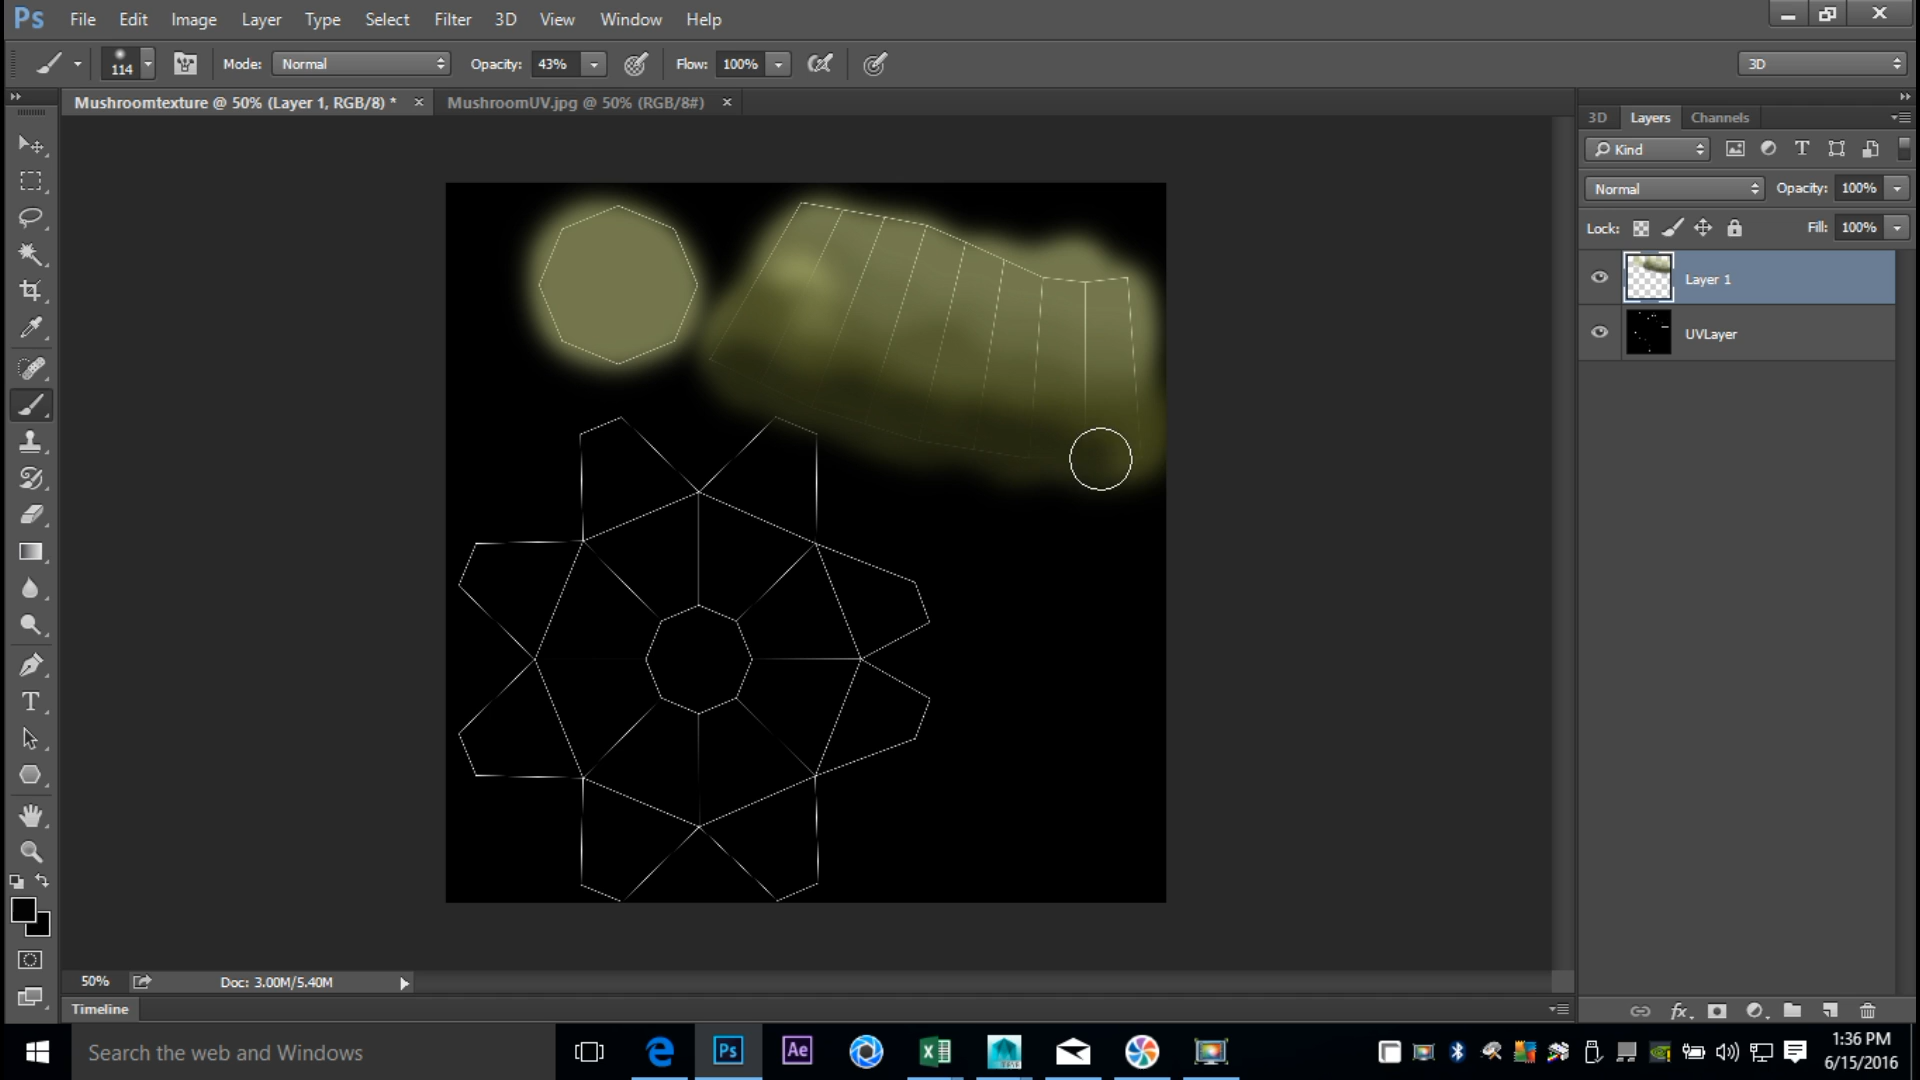 Ps File Edit Image Layer Type Select Filter 3D View Window Help
114 Mode: Normal Opacity: 43% Flow: 100% 3D
Mushroomtexture @ 50% (Layer 1, RGB/8) * × MushroomUV.jpg @ 50% (RGB/8#) ×
3D Layers Channels
Kind
Normal Opacity: 100%
Lock: Fill: 100%
Layer 1
UVLayer
T
50% Doc: 3.00M/5.40M
Timeline
fx
Search the web and Windows
Ps
Ae
1:36 PM
6/15/2016